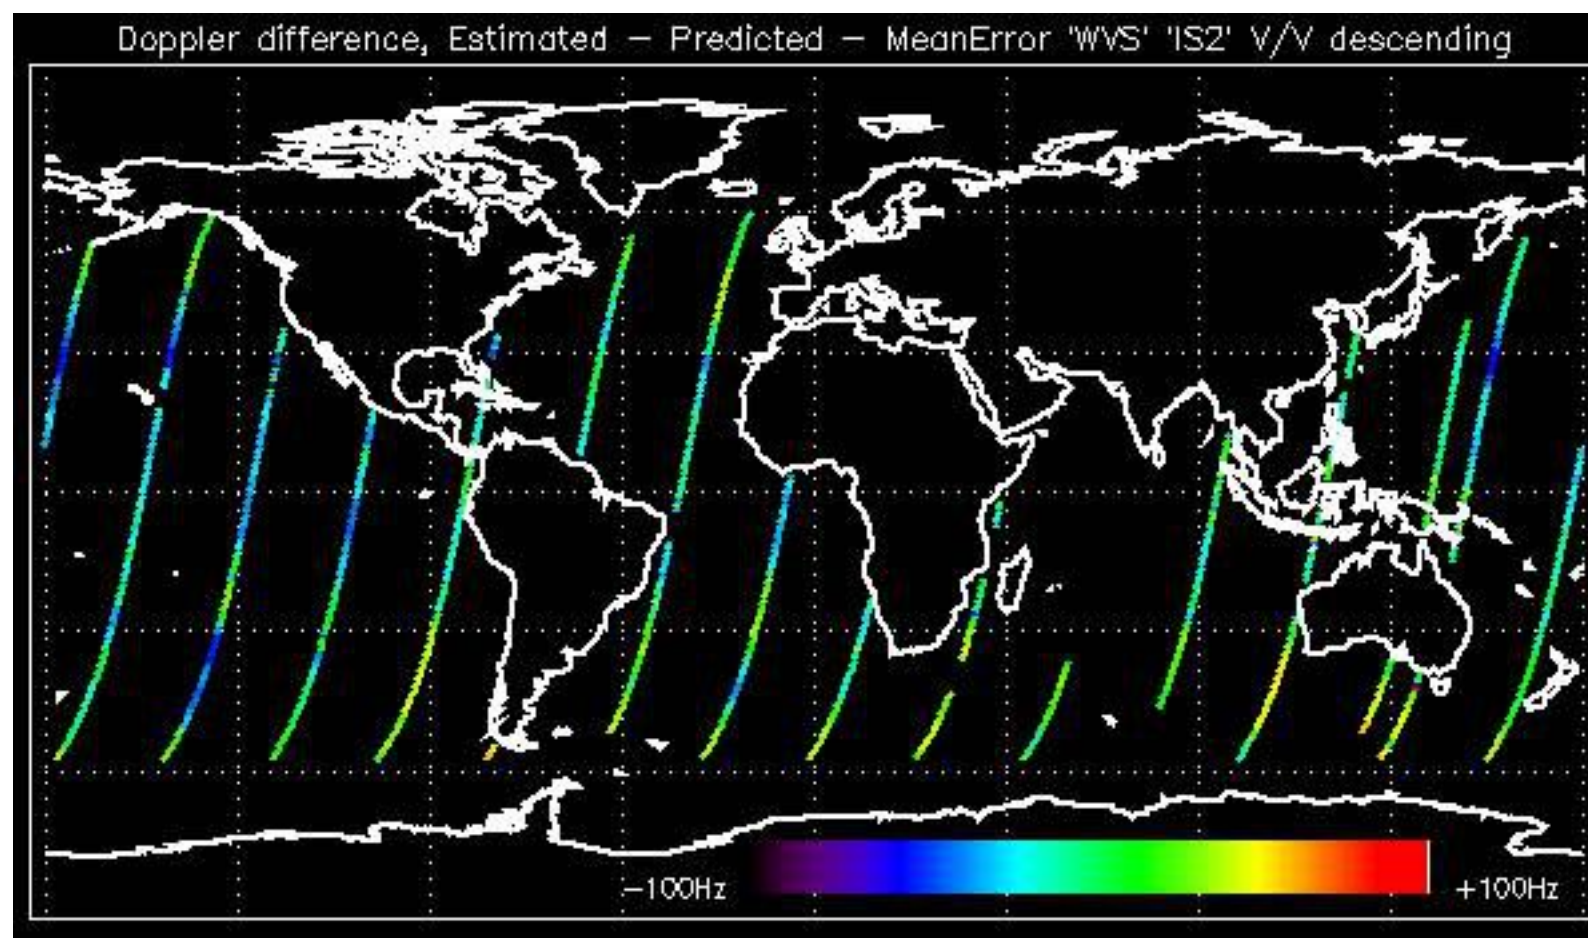 Doppler difference, Estimated – Predicted – MeanError 'WVS' 'IS2' V/V descending
−100Hz
+100Hz